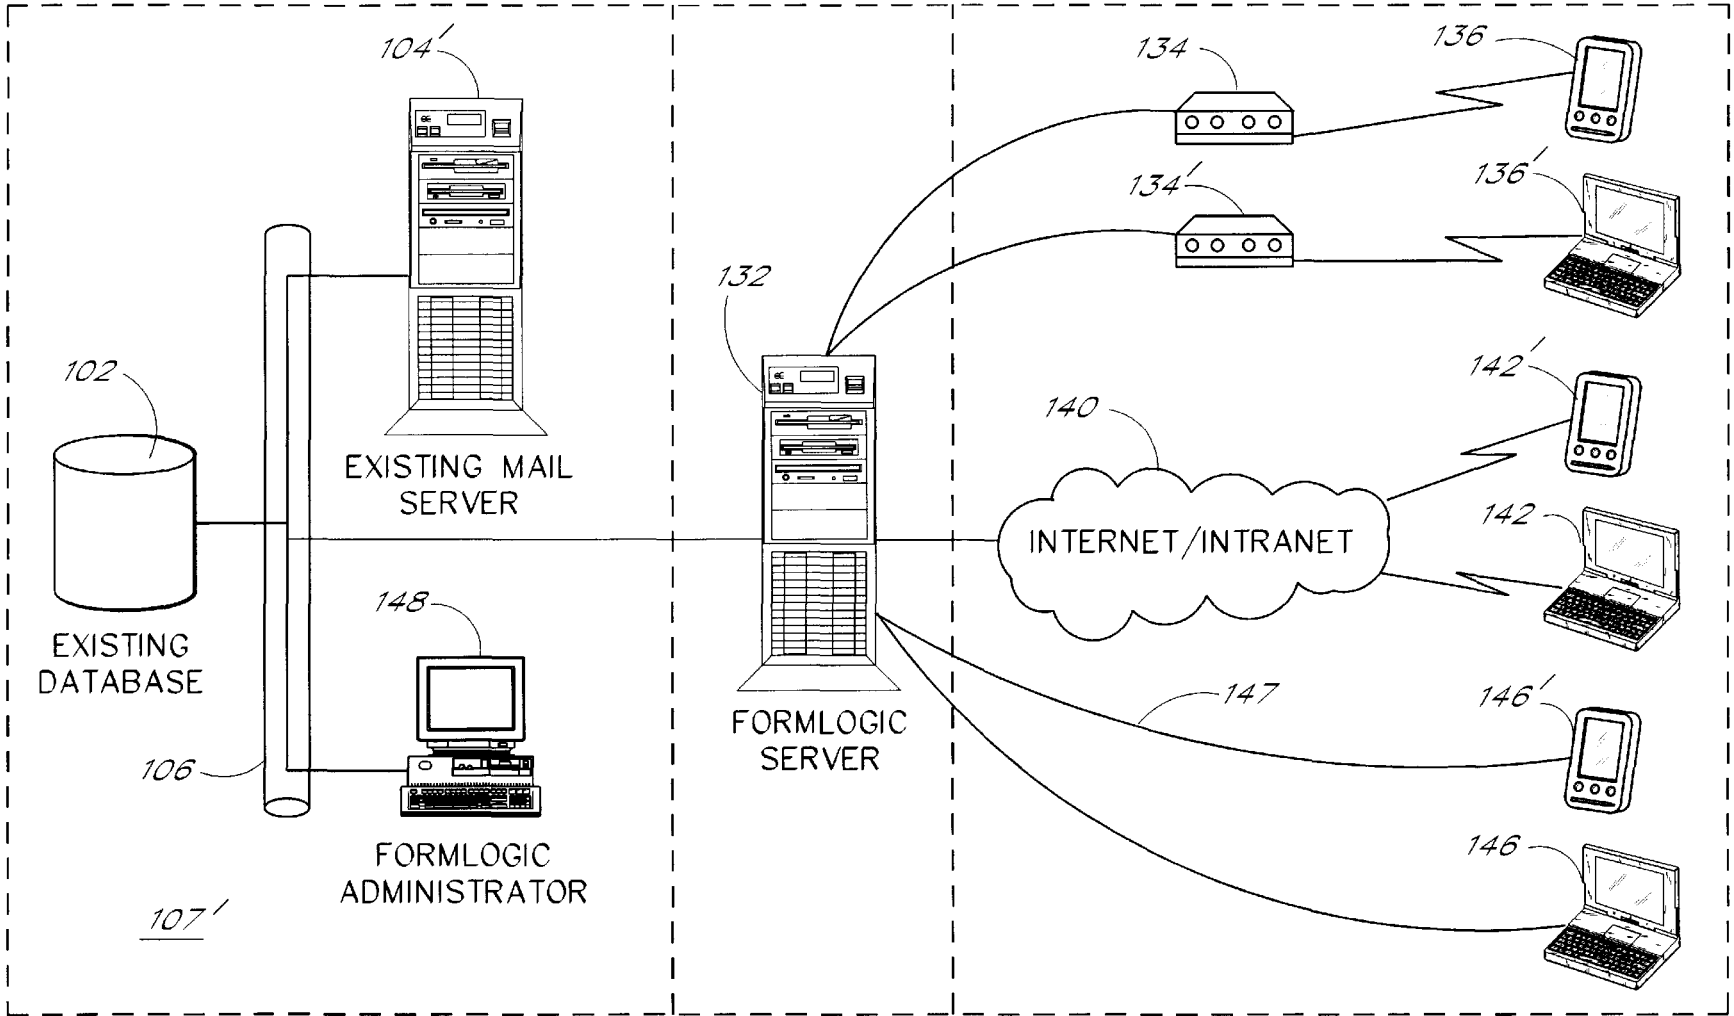 104'
134
136
134'
136'
132
102
142'
140
EXISTING MAIL
SERVER
142
INTERNET/INTRANET
148
EXISTING
DATABASE
147
146'
FORMLOGIC
SERVER
106
146
FORMLOGIC
ADMINISTRATOR
107'